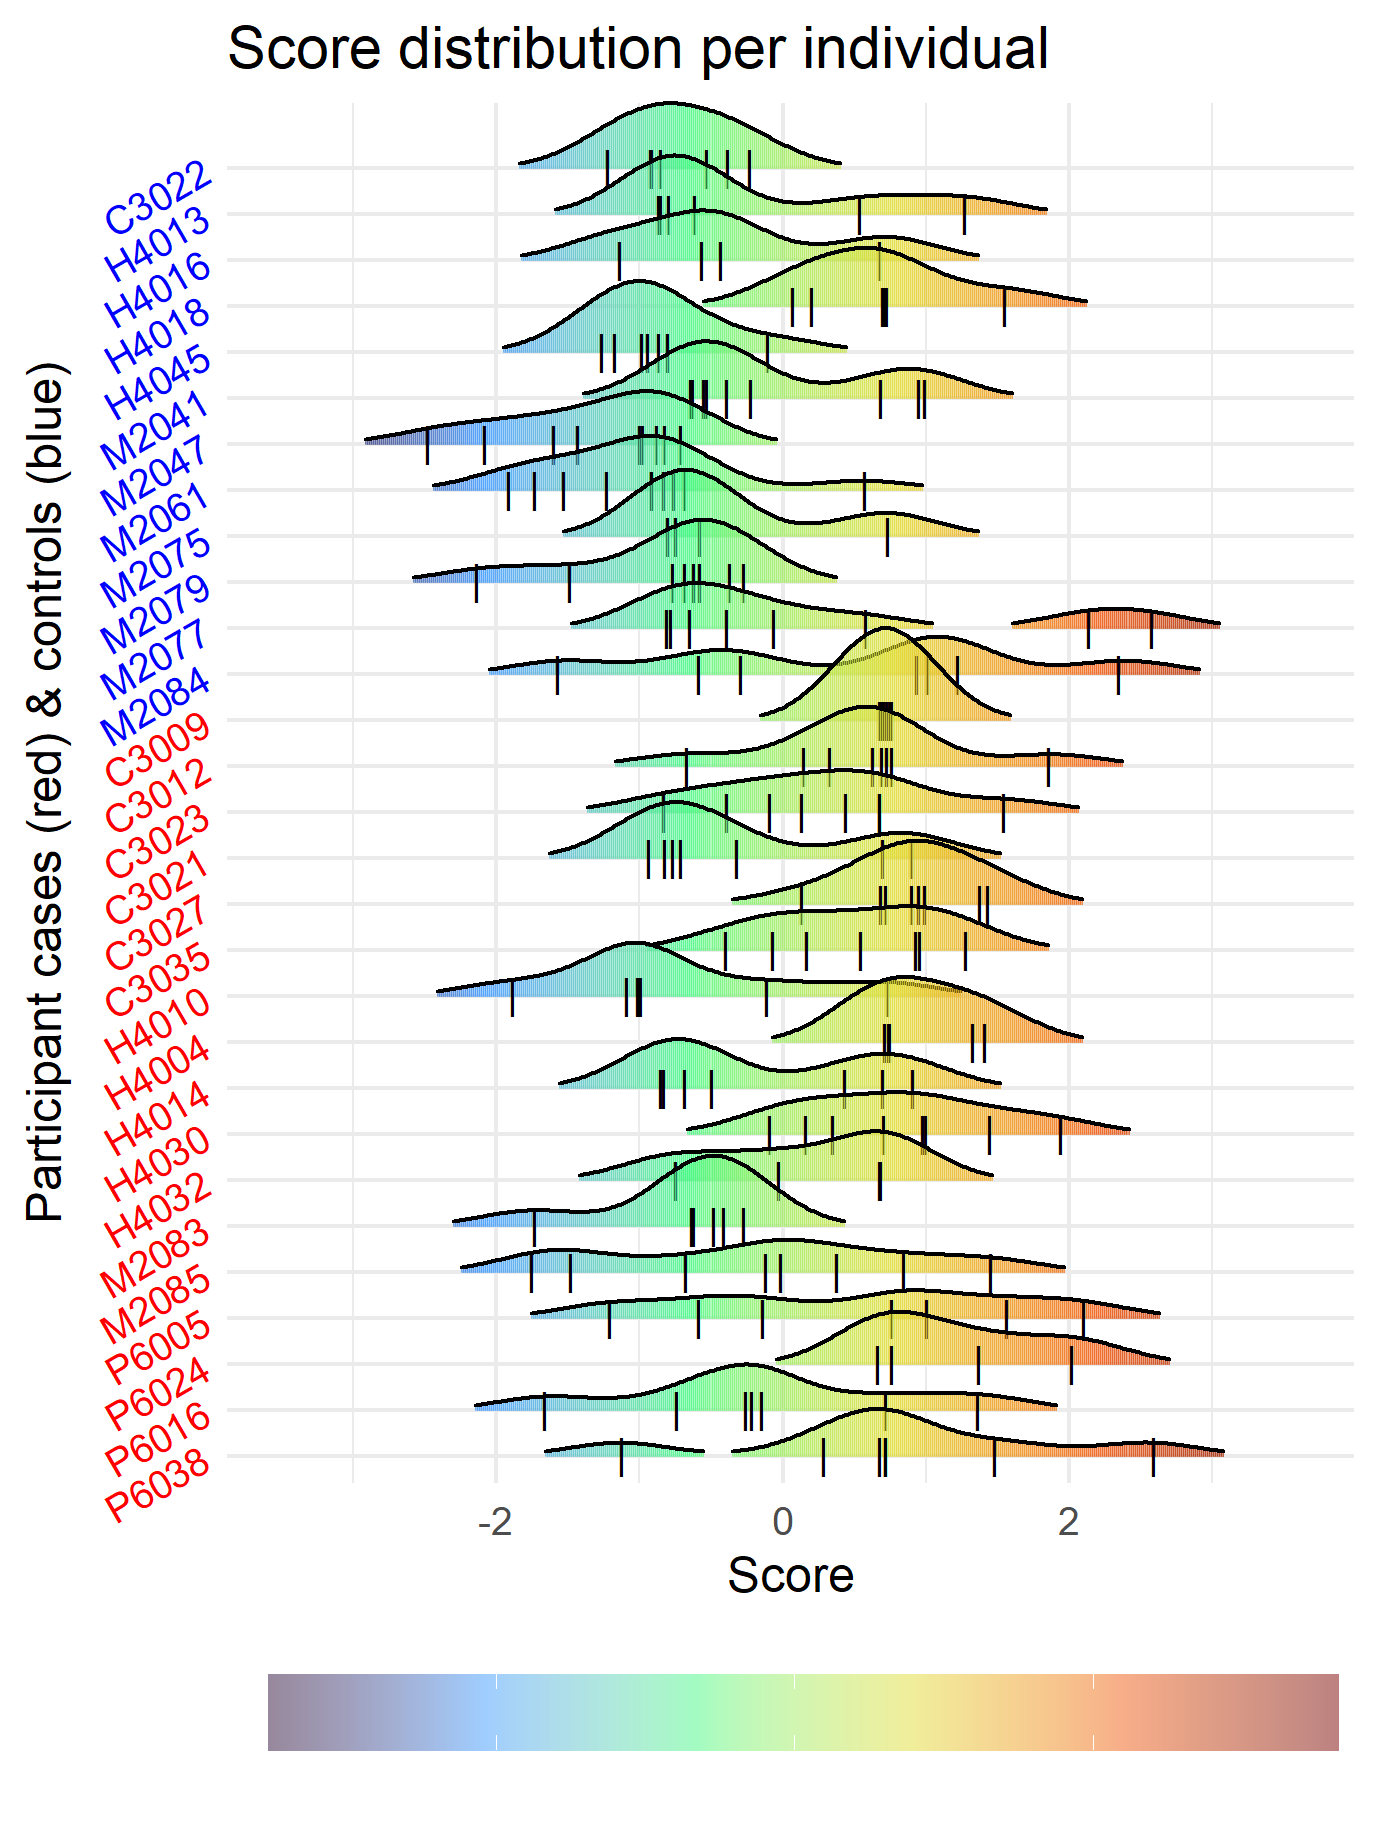 Score distribution per individual
Participant cases (red) & controls (blue)
C3022
H4013
H4016
H4018
H4045
M2041
M2047
M2061
M2075
M2079
M2077
M2084
C3009
C3012
C3023
C3021
C3027
C3035
H4010
H4004
H4014
H4030
H4032
M2083
M2085
P6005
P6024
P6016
P6038
-2 0 2
Score